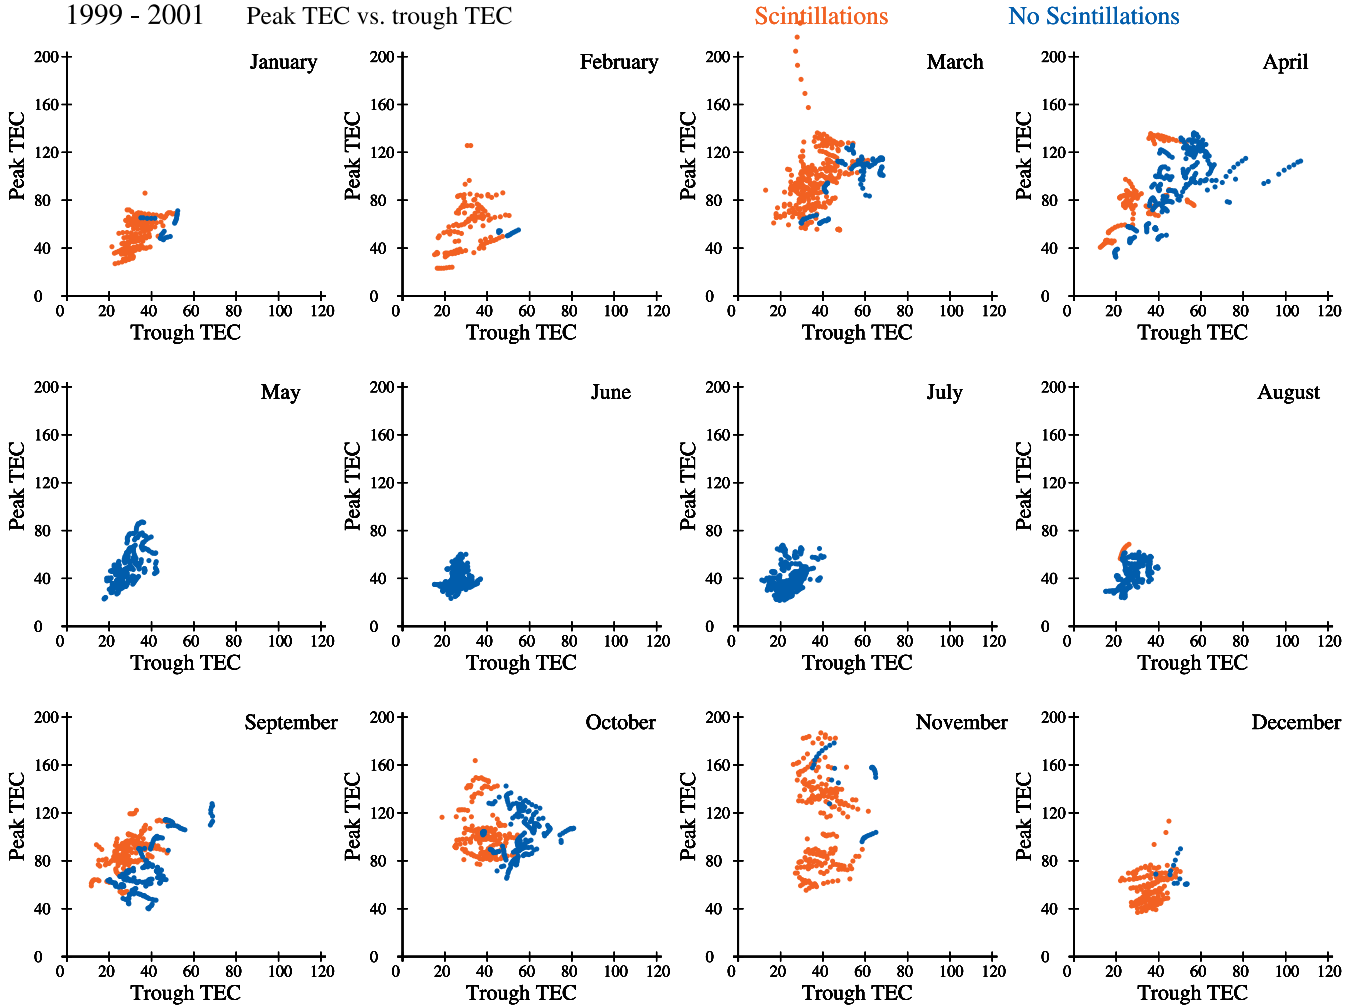 1999 - 2001 Peak TEC vs. trough TEC Scintillations No Scintillations
January February March April
200 200 200 200
160 160 160 160
120 120 120 120
80 80 80 80
40 40 40 40
0 0 0 0
Peak TEC Peak TEC Peak TEC Peak TEC
0 20 40 60 80 100 120 0 20 40 60 80 100 120 0 20 40 60 80 100 120 0 20 40 60 80 100 120
Trough TEC Trough TEC Trough TEC Trough TEC
May June July August
200 200 200 200
160 160 160 160
120 120 120 120
80 80 80 80
40 40 40 40
0 0 0 0
Peak TEC Peak TEC Peak TEC Peak TEC
0 20 40 60 80 100 120 0 20 40 60 80 100 120 0 20 40 60 80 100 120 0 20 40 60 80 100 120
Trough TEC Trough TEC Trough TEC Trough TEC
September October November December
200 200 200 200
160 160 160 160
120 120 120 120
80 80 80 80
40 40 40 40
0 0 0 0
Peak TEC Peak TEC Peak TEC Peak TEC
0 20 40 60 80 100 120 0 20 40 60 80 100 120 0 20 40 60 80 100 120 0 20 40 60 80 100 120
Trough TEC Trough TEC Trough TEC Trough TEC